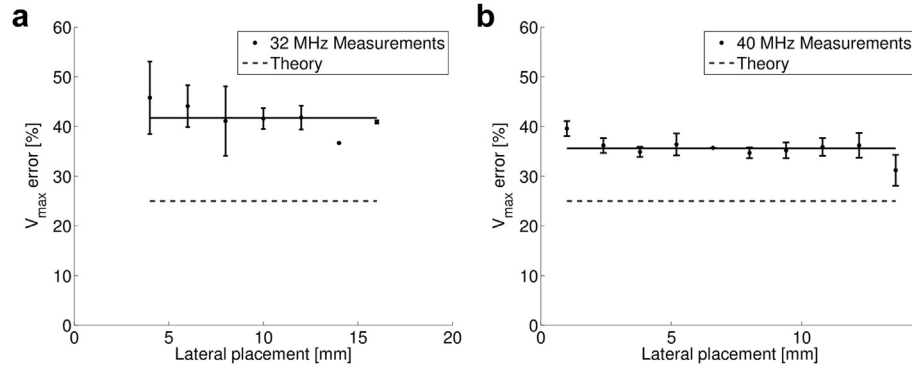 a
60
50
40
30
20
10
0
V_max error [%]
32 MHz Measurements
Theory
0 5 10 15 20
Lateral placement [mm]
b
60
50
40
30
20
10
0
V_max error [%]
40 MHz Measurements
Theory
0 5 10
Lateral placement [mm]